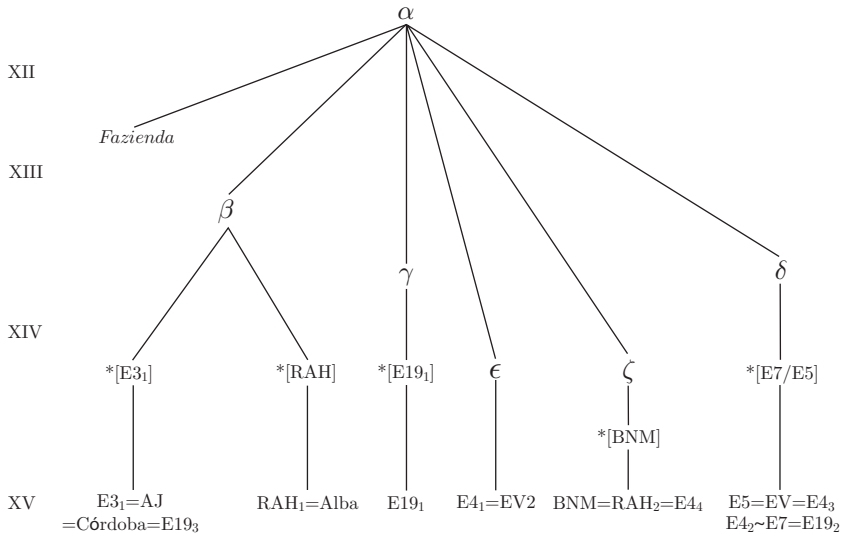 α
XII
Fazienda
XIII
β
γ
δ
XIV
*[E3₁] *[RAH] *[E19₁] ϵ ζ *[E7/E5]
*[BNM]
XV E3₁=AJ RAH₁=Alba E19₁ E4₁=EV2 BNM=RAH₂=E4₄ E5=EV=E4₃
=Córdoba=E19₃ E4₂~E7=E19₂